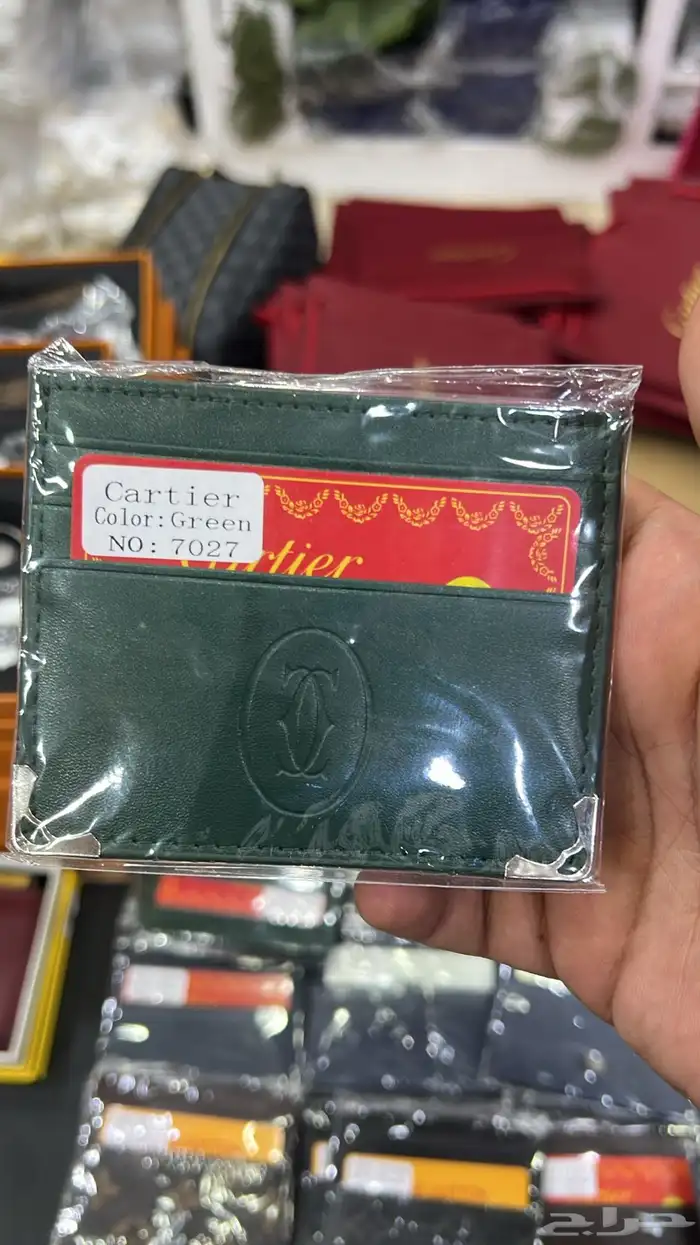 Cartier
Color:Green
NO: 7027
Cartier
حراج